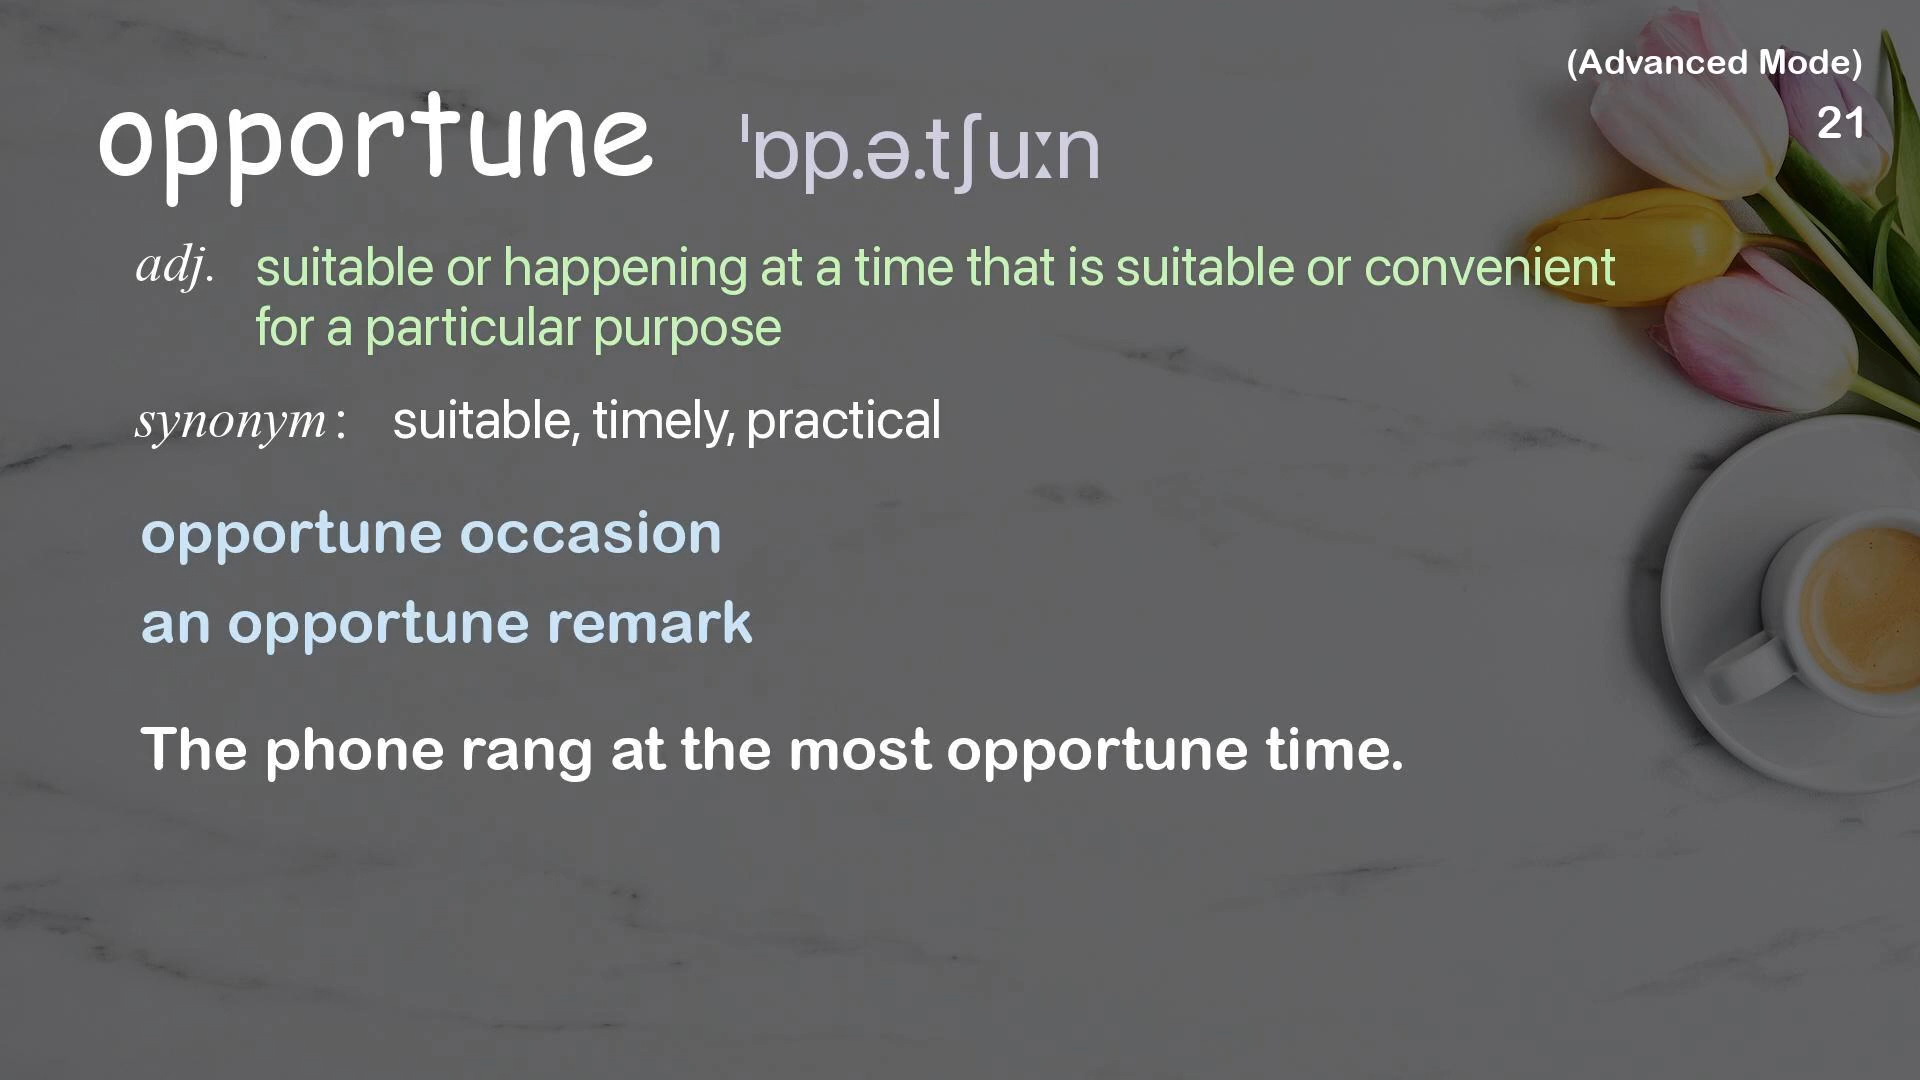 (Advanced Mode)
opportune ˈɒp.ə.tʃuːn
21
adj. suitable or happening at a time that is suitable or convenient
for a particular purpose
synonym: suitable, timely, practical
opportune occasion
an opportune remark
The phone rang at the most opportune time.